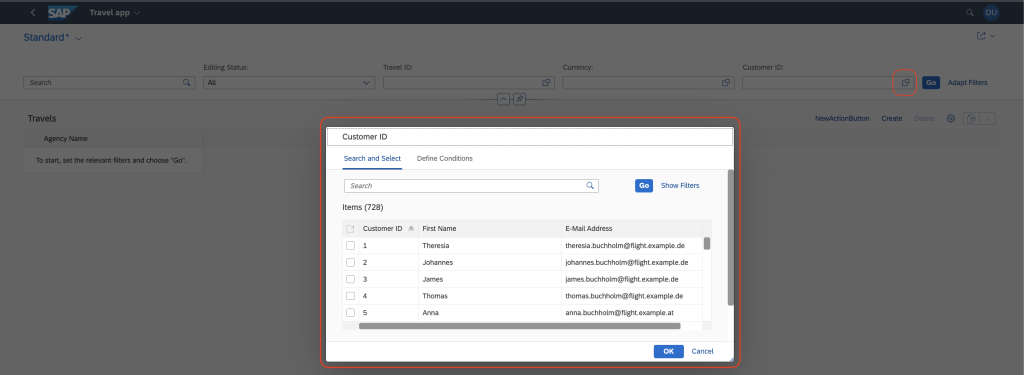 SAP Travel app DU
Standard*
Editing Status: Travel ID: Currency: Customer ID:
Search All Go Adapt Filters
Travels NewActionButton Create Delete
Agency Name
To start, set the relevant filters and choose "Go".
Customer ID
Search and Select Define Conditions
Search Go Show Filters
Items (728)
Customer ID First Name E-Mail Address
1 Theresia theresia.buchholm@flight.example.de
2 Johannes johannes.buchholm@flight.example.de
3 James james.buchholm@flight.example.de
4 Thomas thomas.buchholm@flight.example.de
5 Anna anna.buchholm@flight.example.at
OK Cancel